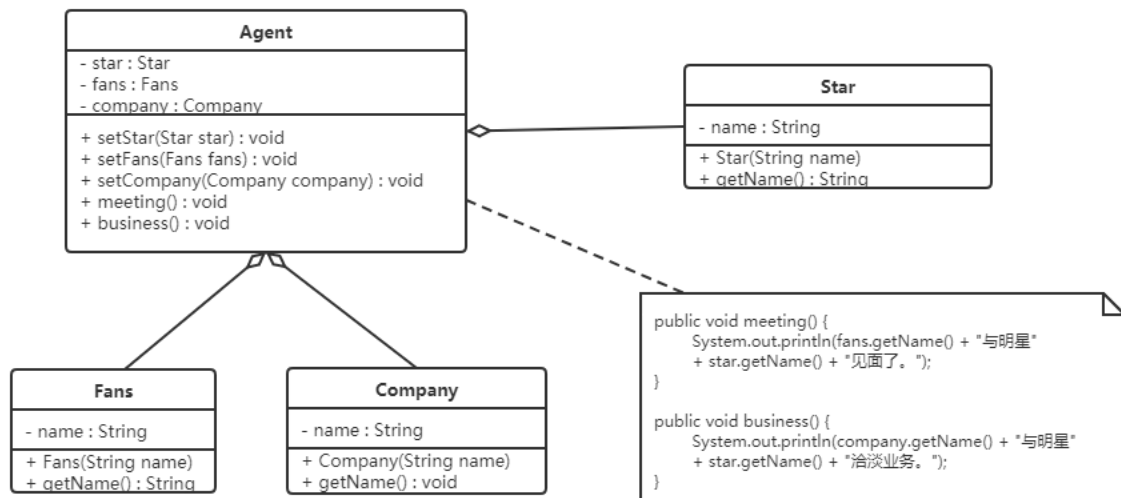 Agent
- star : Star
- fans : Fans
- company : Company
+ setStar(Star star) : void
+ setFans(Fans fans) : void
+ setCompany(Company company) : void
+ meeting() : void
+ business() : void
Star
- name : String
+ Star(String name)
+ getName() : String
Fans
- name : String
+ Fans(String name)
+ getName() : String
Company
- name : String
+ Company(String name)
+ getName() : void
public void meeting() {
System.out.println(fans.getName() + "与明星"
+ star.getName() + "见面了。");
}
public void business() {
System.out.println(company.getName() + "与明星"
+ star.getName() + "洽淡业务。");
}